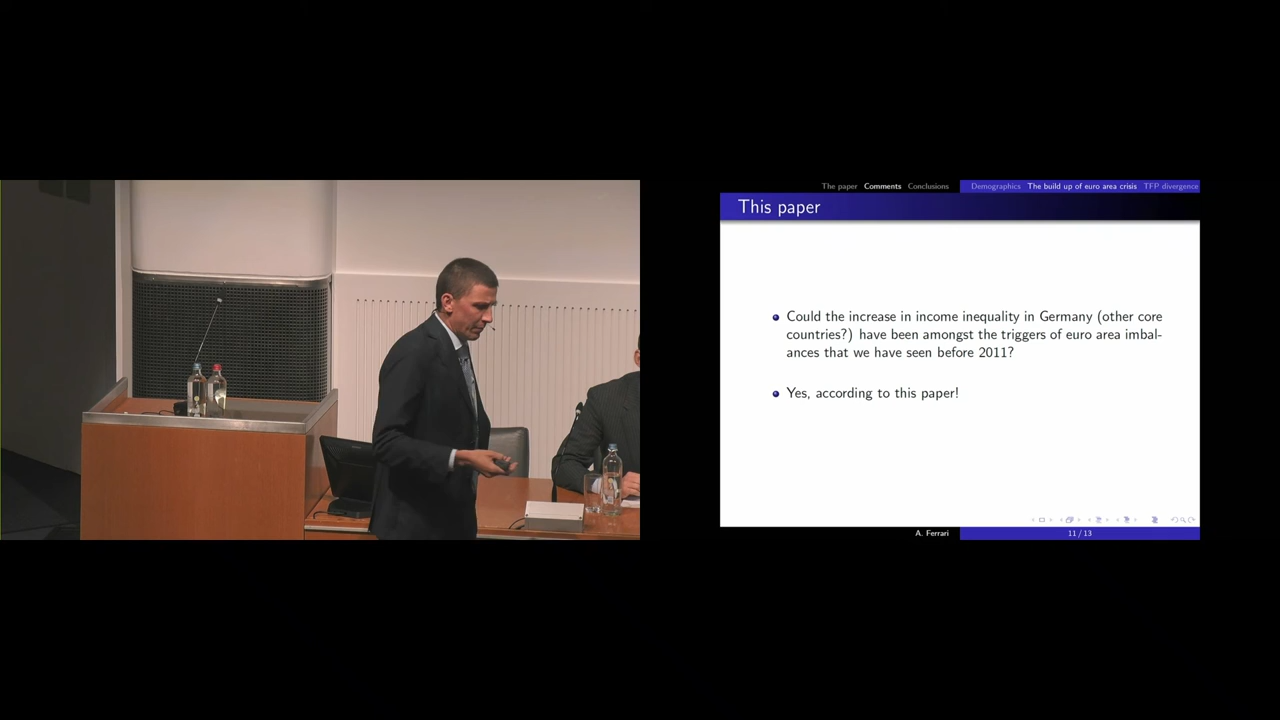 The paper Comments Conclusions
Demographics The build up of euro area crisis TFP divergence
This paper
Could the increase in income inequality in Germany (other core
countries?) have been amongst the triggers of euro area imbal-
ances that we have seen before 2011?
Yes, according to this paper!
A. Ferrari
11 / 13